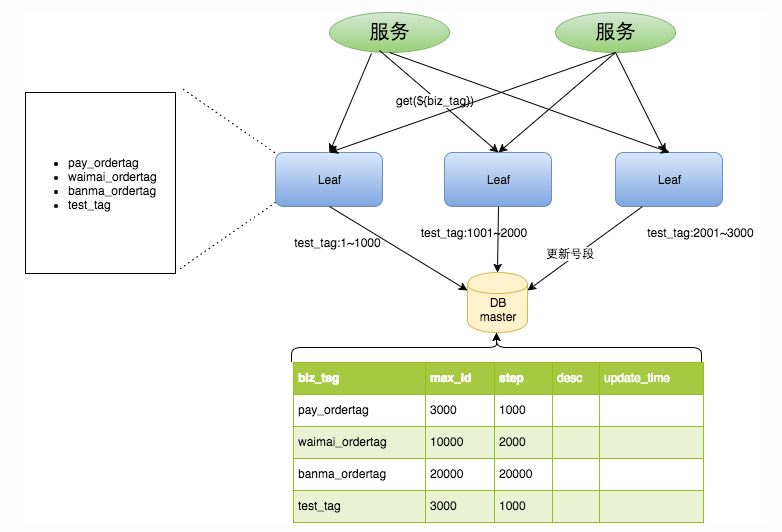 服务
服务
get(${biz_tag})
pay_ordertag
waimai_ordertag
banma_ordertag
test_tag
Leaf
Leaf
Leaf
test_tag:1~1000
test_tag:1001~2000
test_tag:2001~3000
更新号段
DB
master
biz_tag max_id step desc update_time
pay_ordertag 3000 1000
waimai_ordertag 10000 2000
banma_ordertag 20000 20000
test_tag 3000 1000